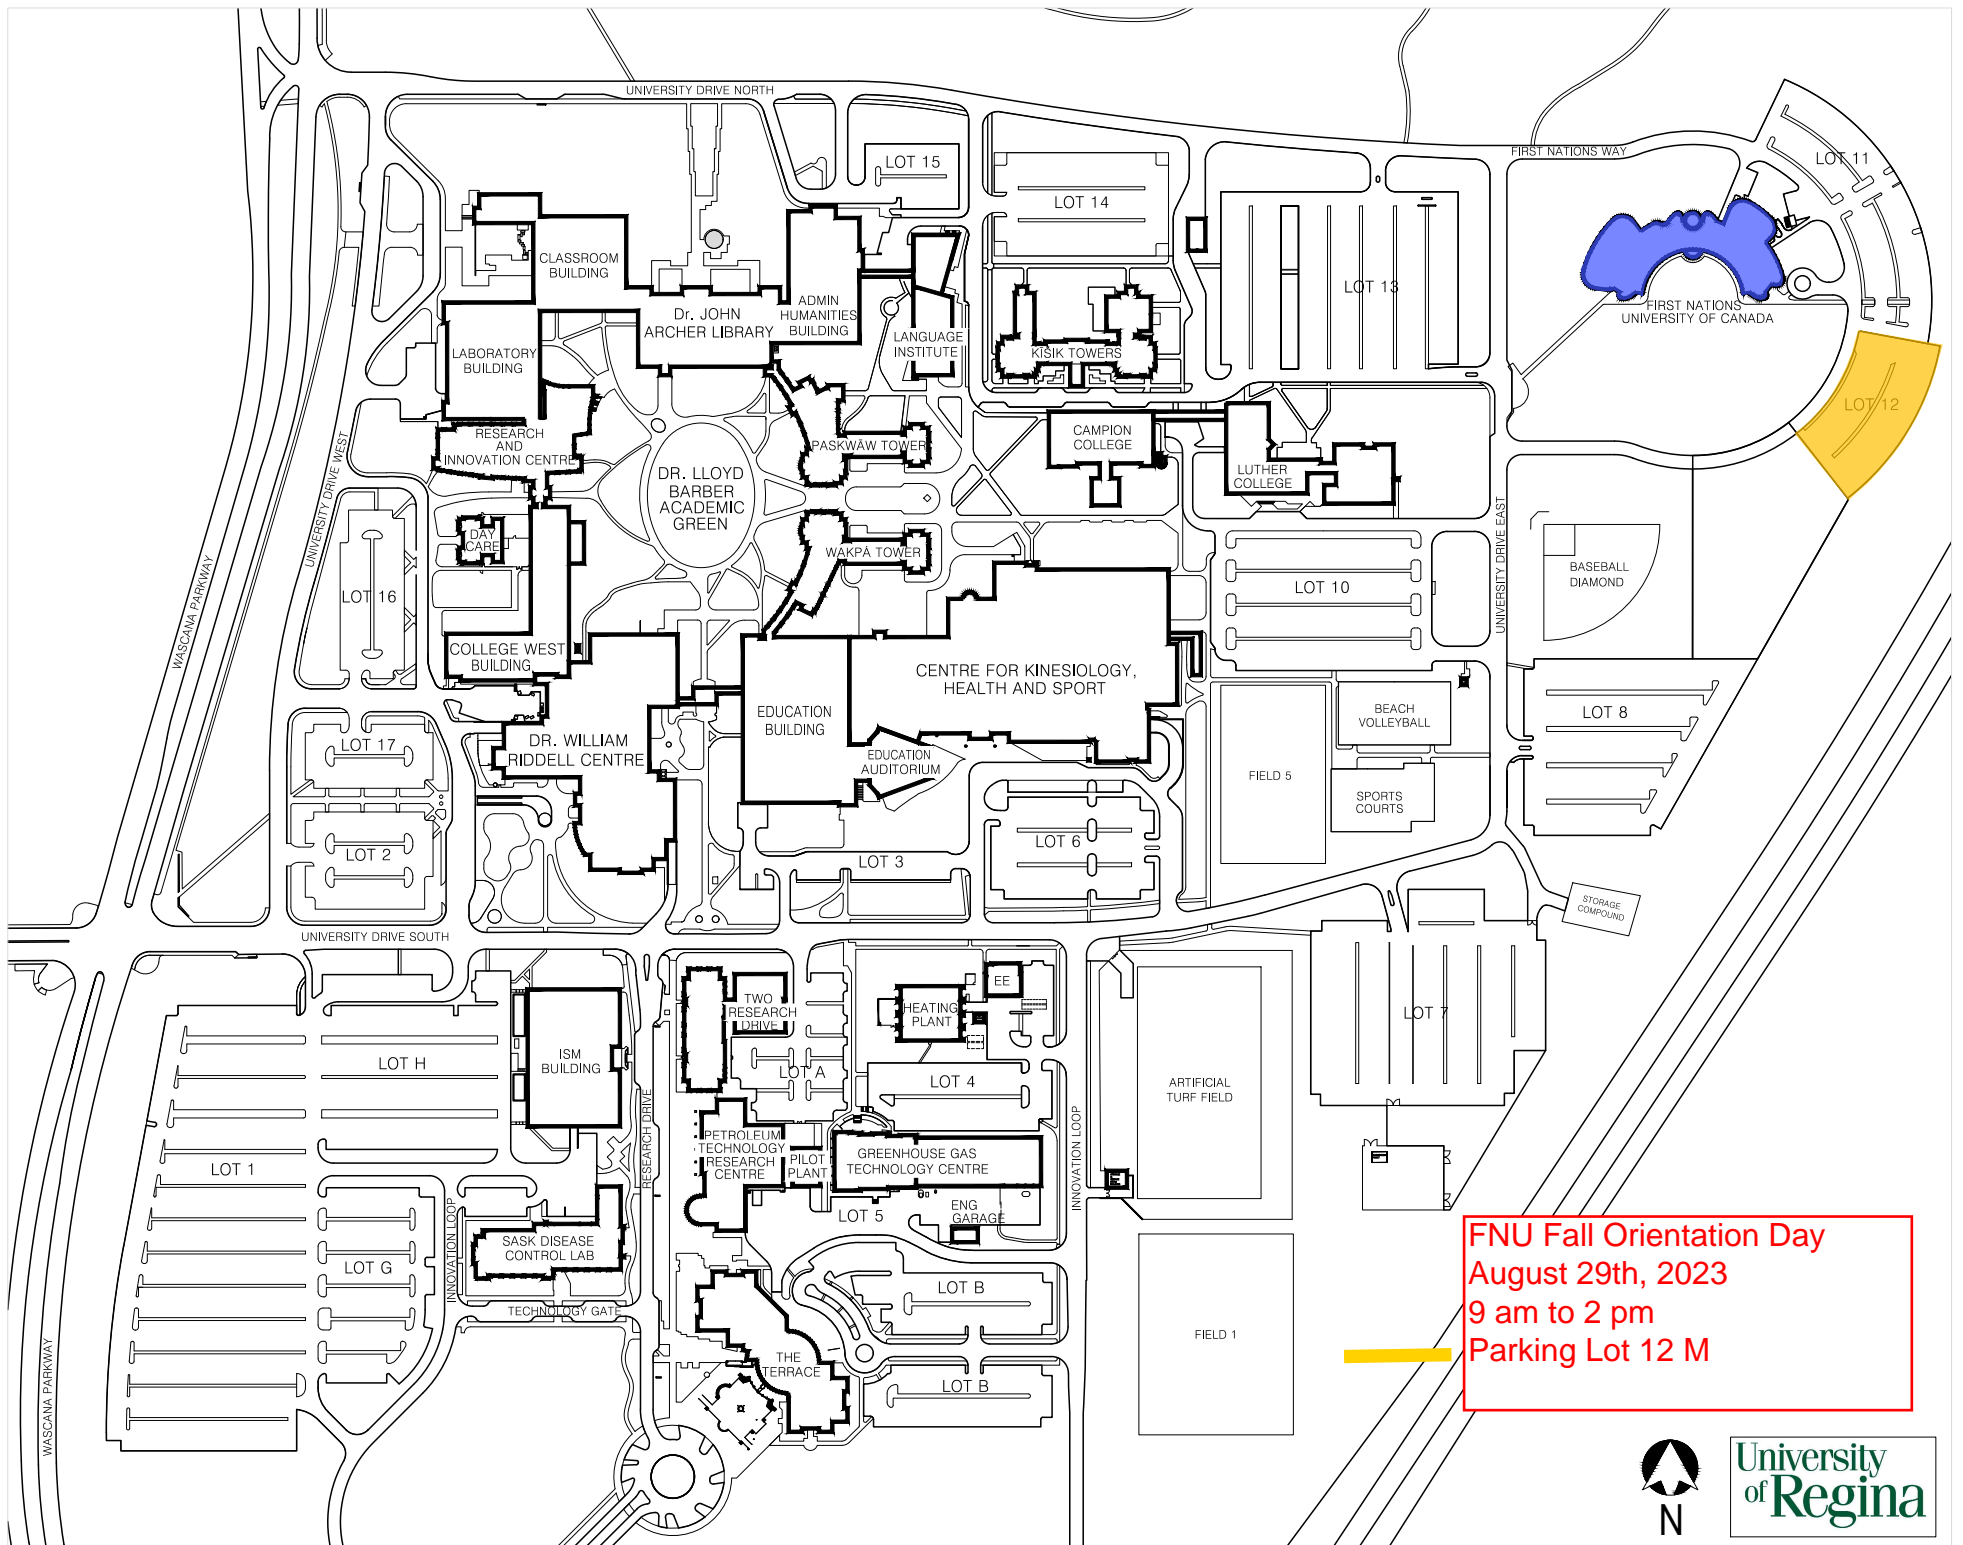 UNIVERSITY DRIVE NORTH
FIRST NATIONS WAY
LOT 15
LOT 11
LOT 14
CLASSROOM
BUILDING
LOT 13
ADMIN
HUMANITIES
BUILDING
Dr. JOHN
ARCHER LIBRARY
FIRST NATIONS
UNIVERSITY OF CANADA
LANGUAGE
INSTITUTE
KĪSIK TOWERS
LABORATORY
BUILDING
LOT 12
RESEARCH
AND
INNOVATION CENTRE
PASKWĀW TOWER
CAMPION
COLLEGE
LUTHER
COLLEGE
DR. LLOYD
BARBER
ACADEMIC
GREEN
UNIVERSITY DRIVE WEST
UNIVERSITY DRIVE EAST
DAY
CARE
WAKPĀ TOWER
BASEBALL
DIAMOND
LOT 16
LOT 10
WASCANA PARKWAY
COLLEGE WEST
BUILDING
CENTRE FOR KINESIOLOGY,
HEALTH AND SPORT
EDUCATION
BUILDING
BEACH
VOLLEYBALL
LOT 8
LOT 17
DR. WILLIAM
RIDDELL CENTRE
EDUCATION
AUDITORIUM
FIELD 5
SPORTS
COURTS
LOT 2
LOT 3
LOT 6
STORAGE
COMPOUND
UNIVERSITY DRIVE SOUTH
TWO
RESEARCH
DRIVE
EE
HEATING
PLANT
LOT 7
LOT H
ISM
BUILDING
LOT A
LOT 4
ARTIFICIAL
TURF FIELD
RESEARCH DRIVE
INNOVATION LOOP
PETROLEUM
TECHNOLOGY
RESEARCH
CENTRE
PILOT
PLANT
GREENHOUSE GAS
TECHNOLOGY CENTRE
LOT 1
LOT 5
ENG
GARAGE
INNOVATION LOOP
SASK DISEASE
CONTROL LAB
LOT G
LOT B
TECHNOLOGY GATE
FIELD 1
THE
TERRACE
LOT B
WASCANA PARKWAY
FNU Fall Orientation Day
August 29th, 2023
9 am to 2 pm
Parking Lot 12 M
N
University
of Regina